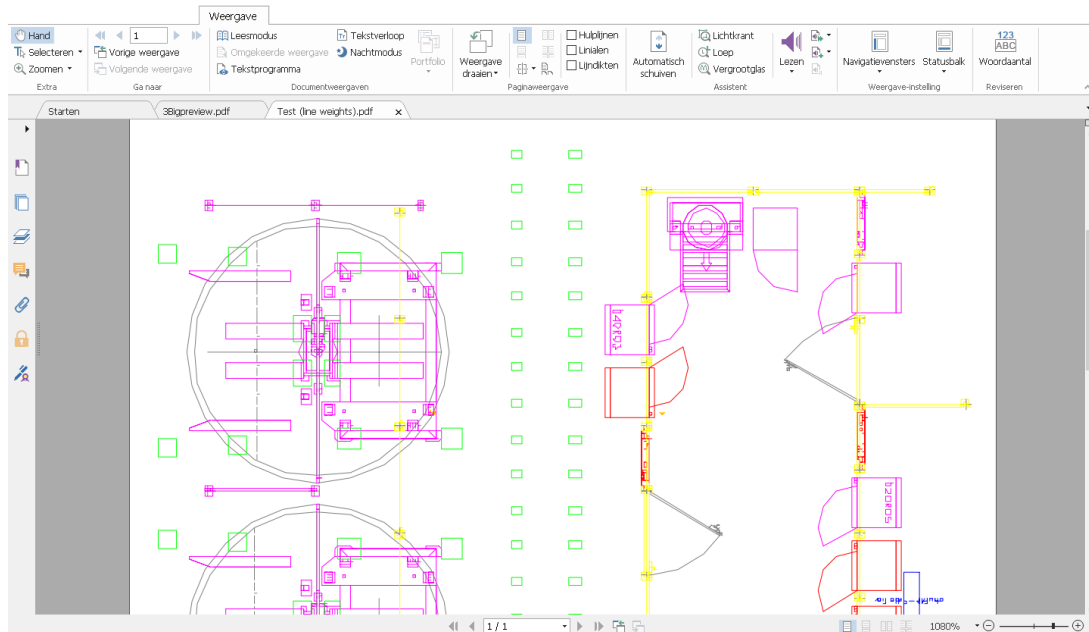 Weergave
Hand
1
Leesmodus
Tekstverloop
Hulplijnen
Lichtkrant
123
ABC
Selecteren
Vorige weergave
Omgekeerde weergave
Nachtmodus
Portfolio
Weergave
draaien
Linialen
Automatisch
schuiven
Loep
Lezen
Navigatievensters
Statusbalk
Woordaantal
Zoomen
Volgende weergave
Tekstprogramma
Lijndikten
Vergrootglas
Extra
Ga naar
Documentweergaven
Paginaweergave
Assistent
Weergave-instelling
Reviseren
Starten
3Bigpreview.pdf
Test (line weights).pdf
x
1 / 1
1080%